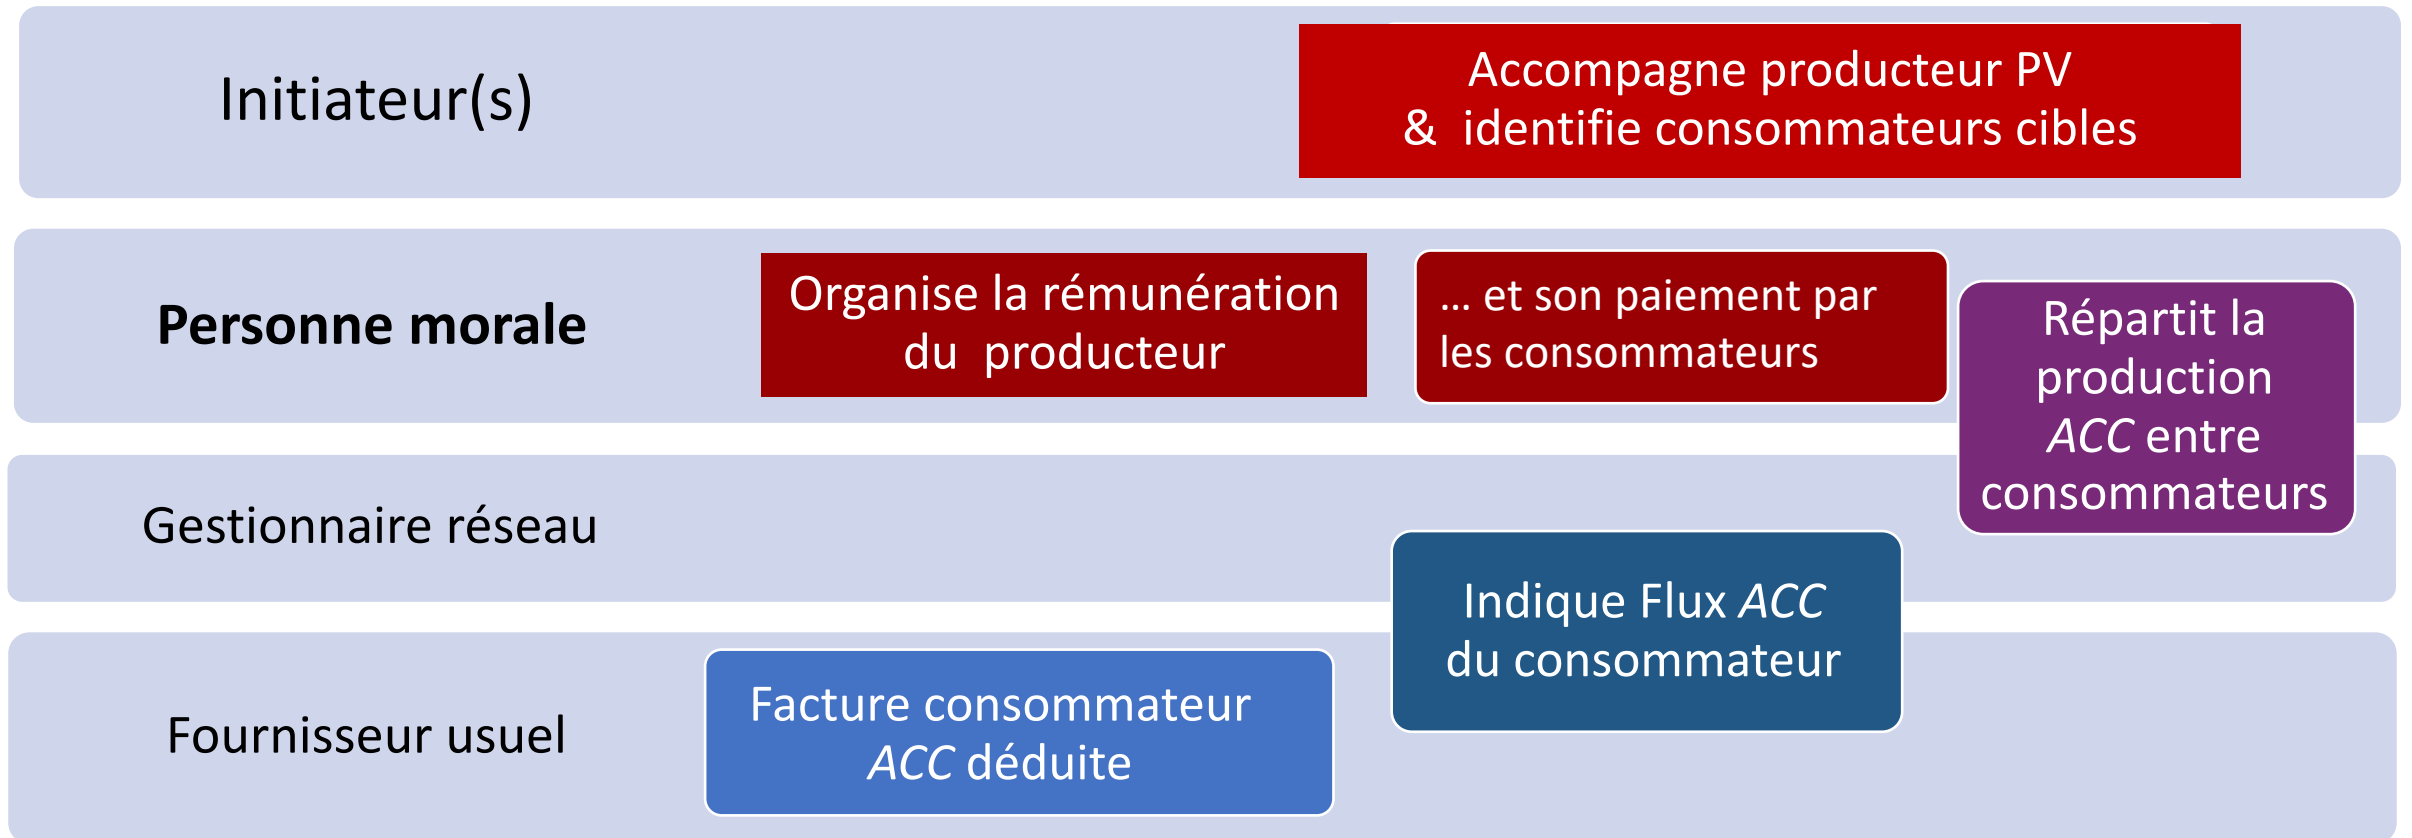 Initiateur(s)
Accompagne producteur PV
& identifie consommateurs cibles
Personne morale
Organise la rémunération
du producteur
... et son paiement par
les consommateurs
Répartit la
production
ACC entre
consommateurs
Gestionnaire réseau
Indique Flux ACC
du consommateur
Fournisseur usuel
Facture consommateur
ACC déduite